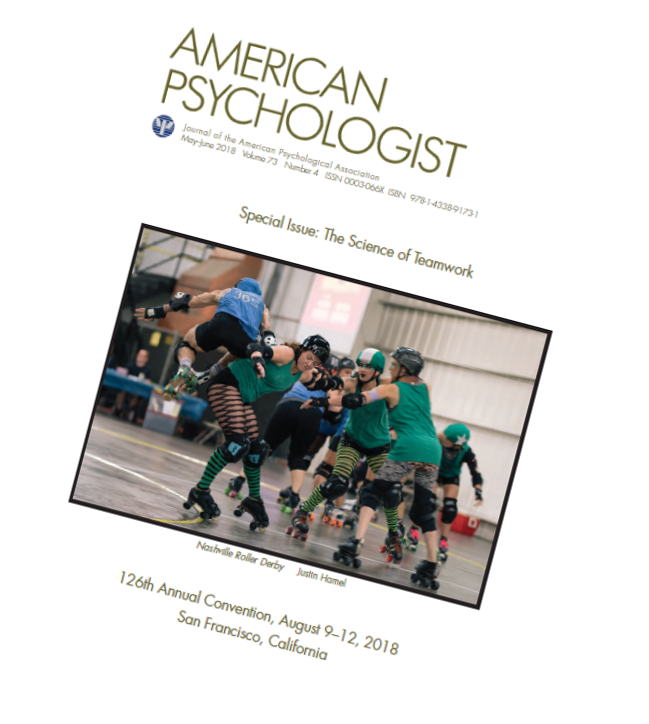 AMERICAN
PSYCHOLOGIST
Journal of the American Psychological Association
May-June 2018 Volume 73 Number 4 ISSN 0003-066X ISBN 978-1-4338-9173-1
Special Issue: The Science of Teamwork
36
Nashville Roller Derby Justin Hamel
126th Annual Convention, August 9–12, 2018
San Francisco, California